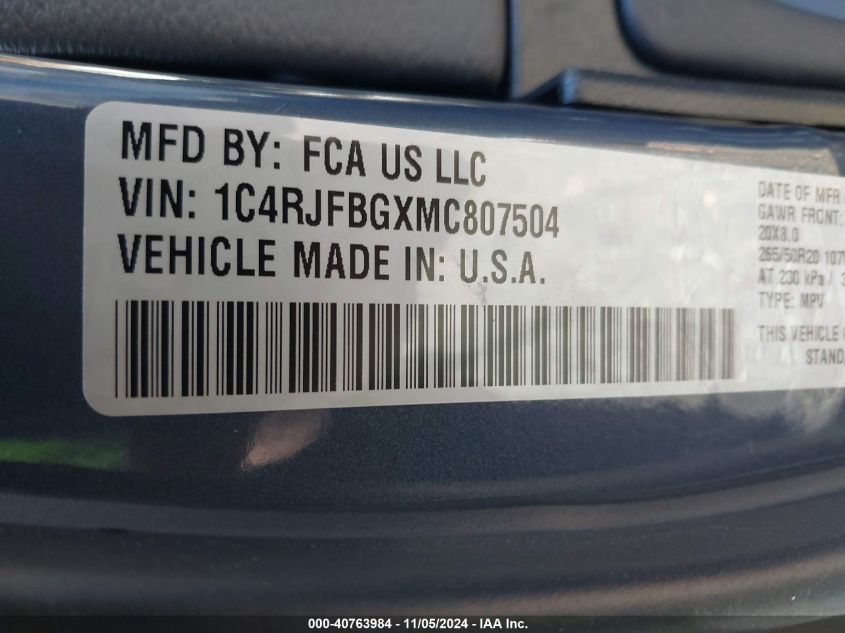 MFD BY: FCA US LLC
VIN: 1C4RJFBGXMC807504
VEHICLE MADE IN: U.S.A.
DATE OF MFR
GAWR FRONT:
20X8.0
265/50R20 107
AT 230 kPa /
TYPE: MPV
THIS VEHICLE
000-40763984 - 11/05/2024 - IAA Inc.